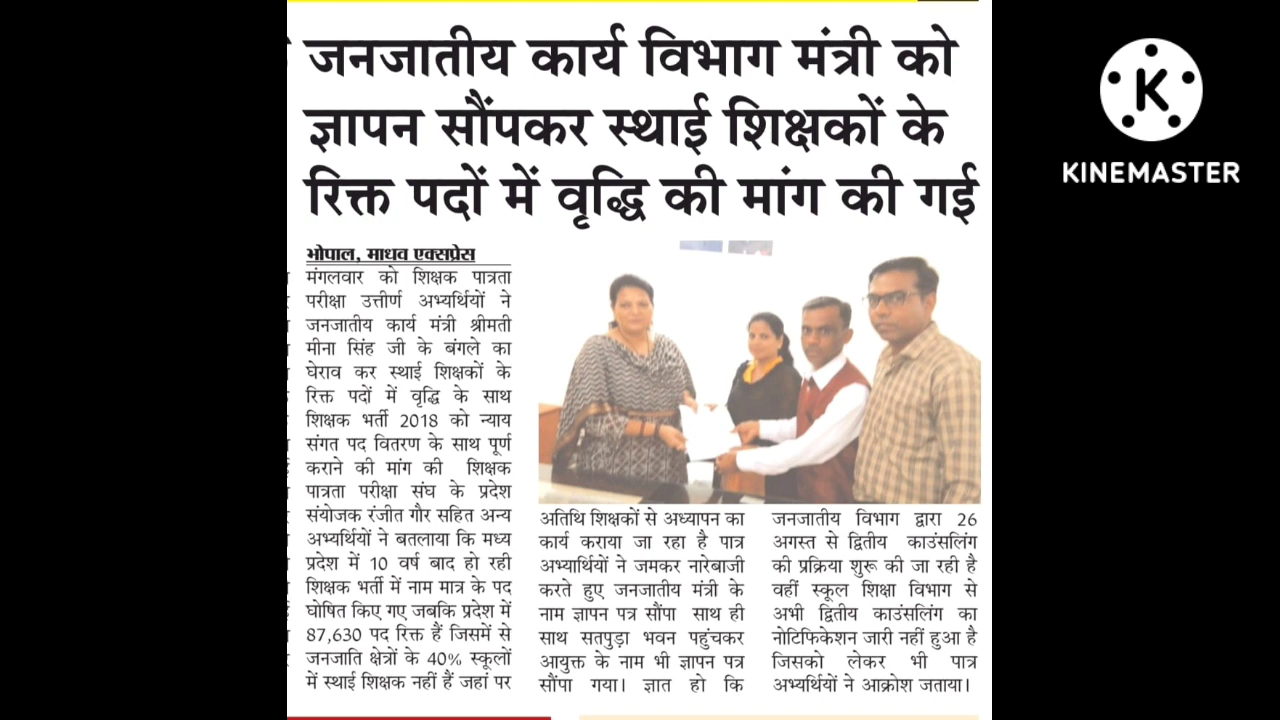 जनजातीय कार्य विभाग मंत्री को
ज्ञापन सौंपकर स्थाई शिक्षकों के
रिक्त पदों में वृद्धि की मांग की गई
भोपाल, माधव एक्सप्रेस
मंगलवार को शिक्षक पात्रता
परीक्षा उत्तीर्ण अभ्यर्थियों ने
जनजातीय कार्य मंत्री श्रीमती
मीना सिंह जी के बंगले का
घेराव कर स्थाई शिक्षकों के
रिक्त पदों में वृद्धि के साथ
शिक्षक भर्ती 2018 को न्याय
संगत पद वितरण के साथ पूर्ण
कराने की मांग की शिक्षक
पात्रता परीक्षा संघ के प्रदेश
संयोजक रंजीत गौर सहित अन्य
अभ्यर्थियों ने बतलाया कि मध्य
प्रदेश में 10 वर्ष बाद हो रही
शिक्षक भर्ती में नाम मात्र के पद
घोषित किए गए जबकि प्रदेश में
87,630 पद रिक्त हैं जिसमें से
जनजाति क्षेत्रों के 40% स्कूलों
में स्थाई शिक्षक नहीं हैं जहां पर
अतिथि शिक्षकों से अध्यापन का
कार्य कराया जा रहा है पात्र
अभ्यार्थियों ने जमकर नारेबाजी
करते हुए जनजातीय मंत्री के
नाम ज्ञापन पत्र सौंपा साथ ही
साथ सतपुड़ा भवन पहुंचकर
आयुक्त के नाम भी ज्ञापन पत्र
सौंपा गया। ज्ञात हो कि
जनजातीय विभाग द्वारा 26
अगस्त से द्वितीय काउंसलिंग
की प्रक्रिया शुरू की जा रही है
वहीं स्कूल शिक्षा विभाग से
अभी द्वितीय काउंसलिंग का
नोटिफिकेशन जारी नहीं हुआ है
जिसको लेकर भी पात्र
अभ्यर्थियों ने आक्रोश जताया।
K
KINEMASTER